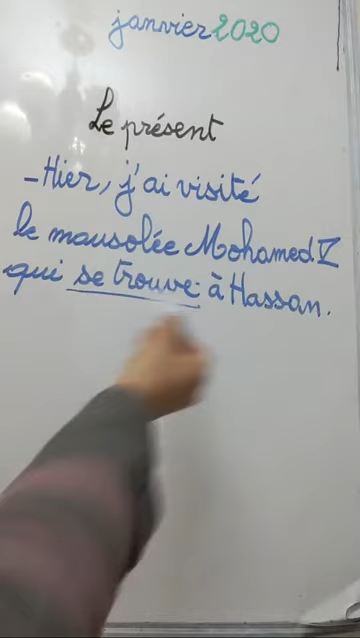 janvier 2020
Le présent
- Hier, j'ai visité
le mausolée Mohamed V
qui se trouve à Hassan.